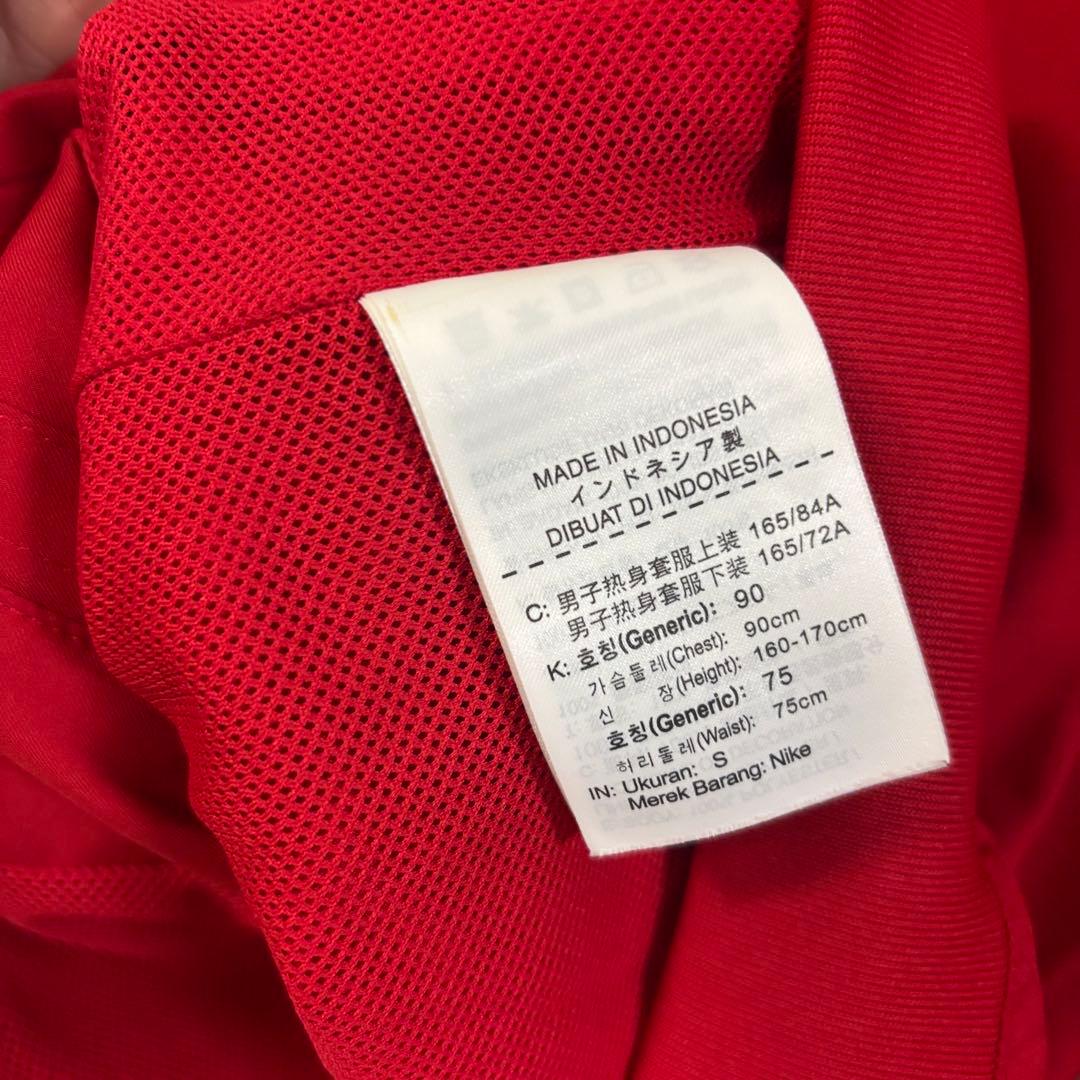 MADE IN INDONESIA
インドネシア製
DIBUAT DI INDONESIA
C: 男子热身套服上装 165/84A
男子热身套服下装 165/72A
K: 호칭(Generic): 90
가슴둘레(Chest): 90cm
신 장(Height): 160-170cm
호칭(Generic): 75
허리둘레(Waist): 75cm
IN: Ukuran: S
Merek Barang: Nike